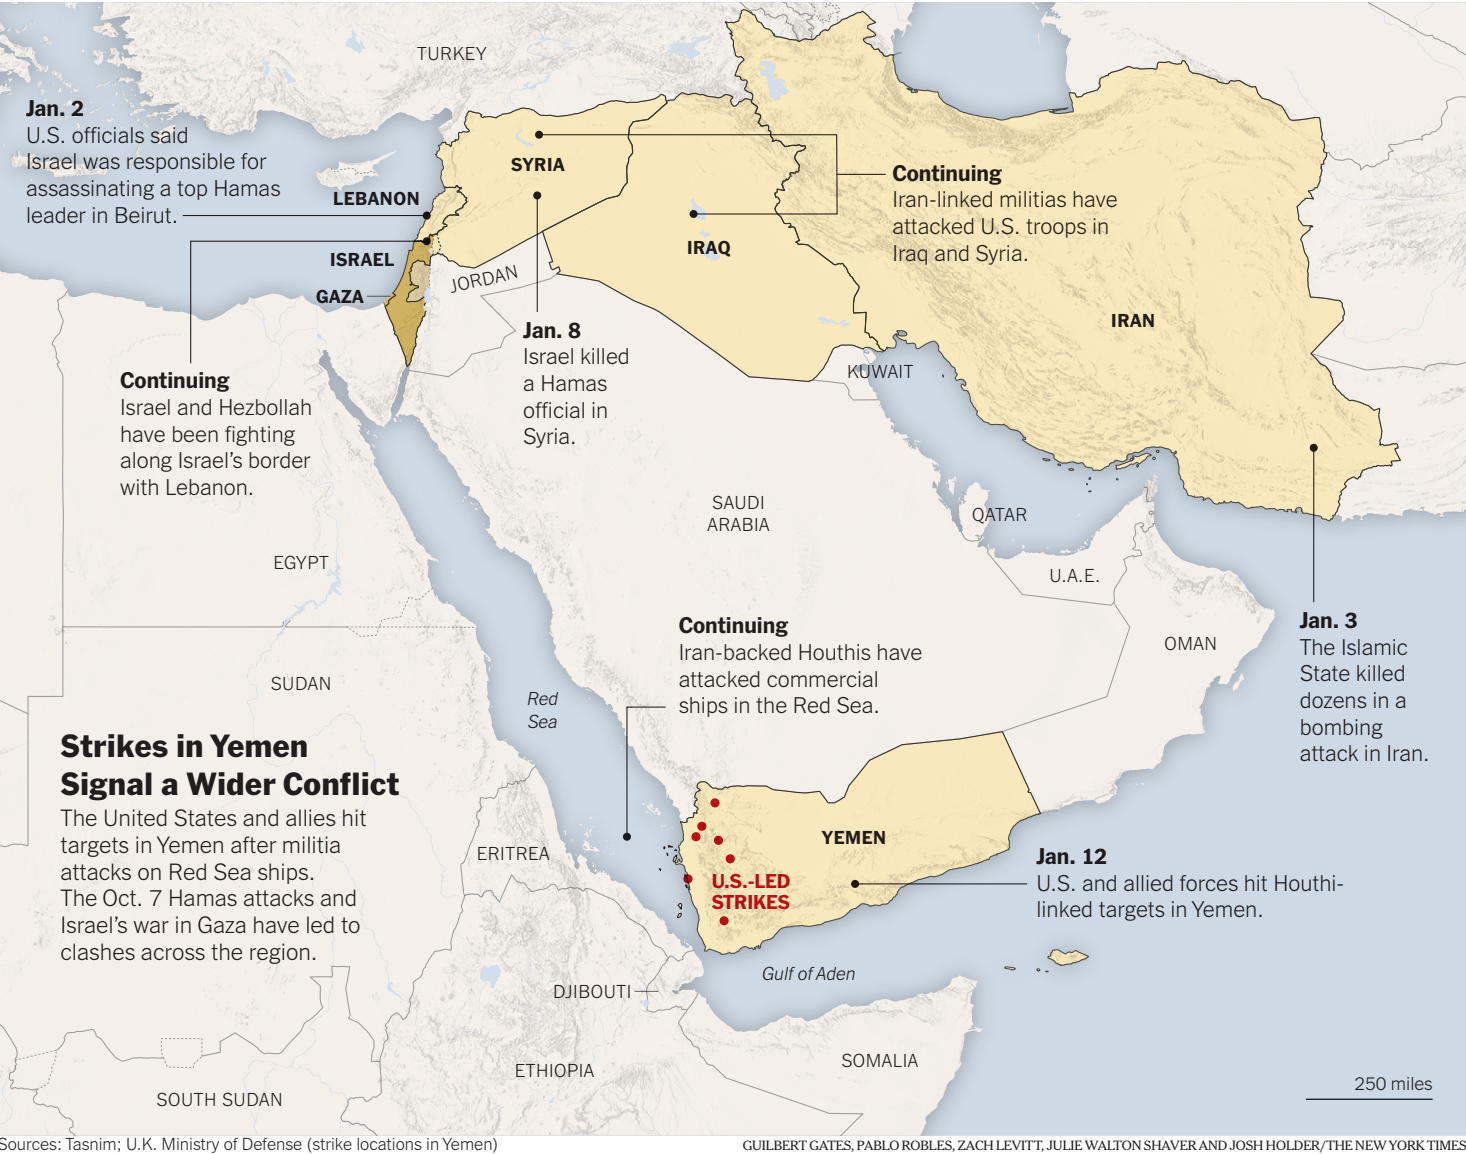 TURKEY
Jan. 2
U.S. officials said
Israel was responsible for
assassinating a top Hamas
leader in Beirut.
SYRIA
LEBANON
Continuing
Iran-linked militias have
attacked U.S. troops in
Iraq and Syria.
IRAQ
ISRAEL
JORDAN
GAZA
IRAN
Jan. 8
Israel killed
a Hamas
official in
Syria.
KUWAIT
Continuing
Israel and Hezbollah
have been fighting
along Israel's border
with Lebanon.
SAUDI
ARABIA
QATAR
EGYPT
U.A.E.
Continuing
Iran-backed Houthis have
attacked commercial
ships in the Red Sea.
OMAN
Jan. 3
The Islamic
State killed
dozens in a
bombing
attack in Iran.
SUDAN
Red
Sea
Strikes in Yemen
Signal a Wider Conflict
The United States and allies hit
targets in Yemen after militia
attacks on Red Sea ships.
The Oct. 7 Hamas attacks and
Israel's war in Gaza have led to
clashes across the region.
ERITREA
YEMEN
U.S.-LED
STRIKES
Jan. 12
U.S. and allied forces hit Houthi-
linked targets in Yemen.
Gulf of Aden
DJIBOUTI
SOMALIA
ETHIOPIA
SOUTH SUDAN
250 miles
Sources: Tasnim; U.K. Ministry of Defense (strike locations in Yemen)
GUILBERT GATES, PABLO ROBLES, ZACH LEVITT, JULIE WALTON SHAVER AND JOSH HOLDER/THE NEW YORK TIMES